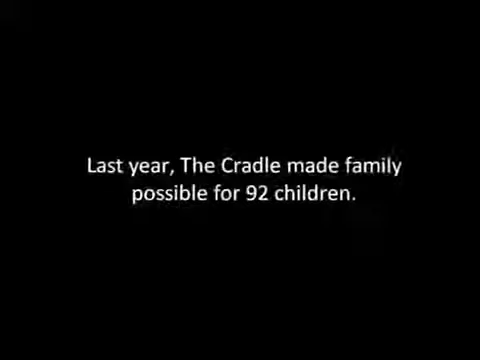 Last year, The Cradle made family
possible for 92 children.